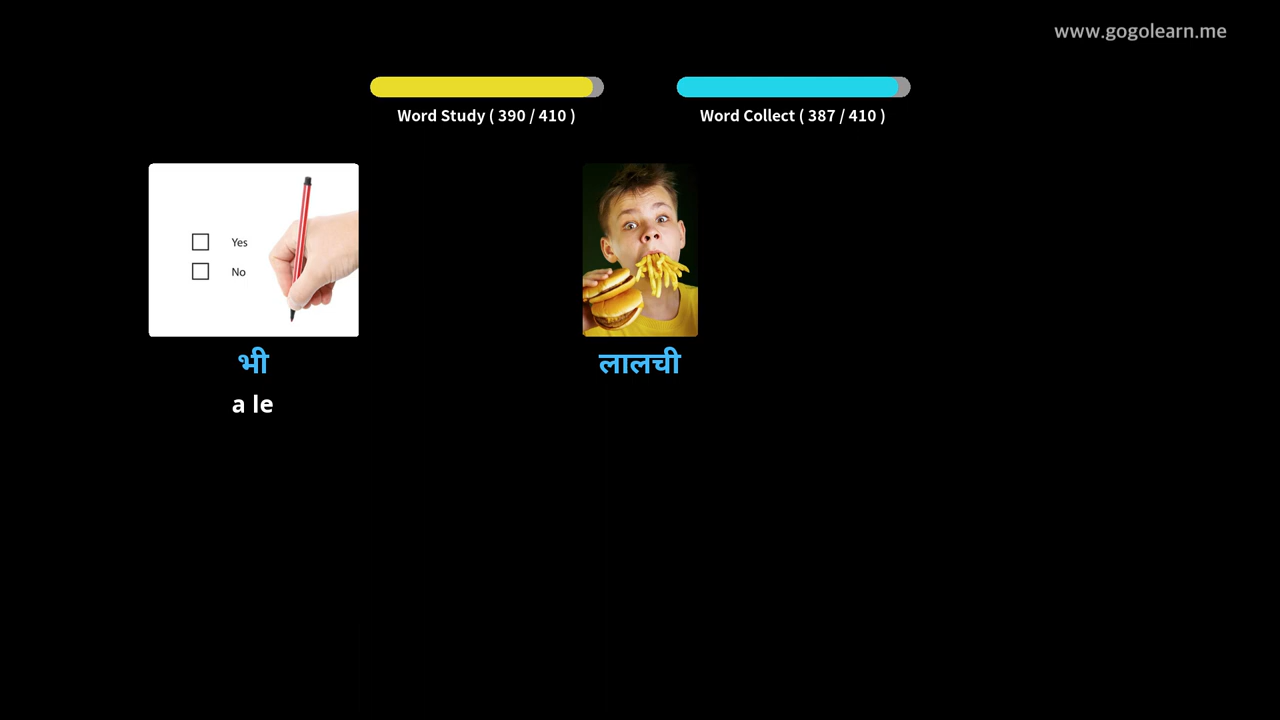 www.gogolearn.me
Word Study ( 390 / 410 )
Word Collect ( 387 / 410 )
Yes
No
भी
लालची
a le